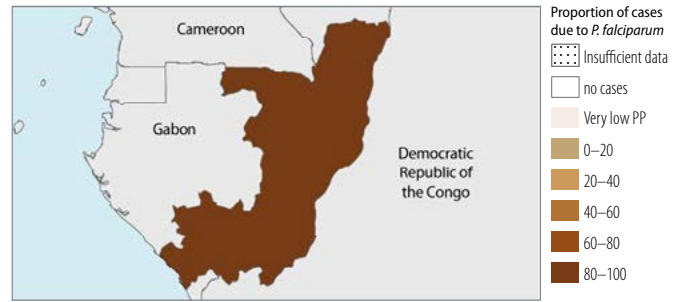 Cameroon
Gabon
Democratic
Republic of
the Congo
Proportion of cases
due to P. falciparum
Insufficient data
no cases
Very low PP
0–20
20–40
40–60
60–80
80–100